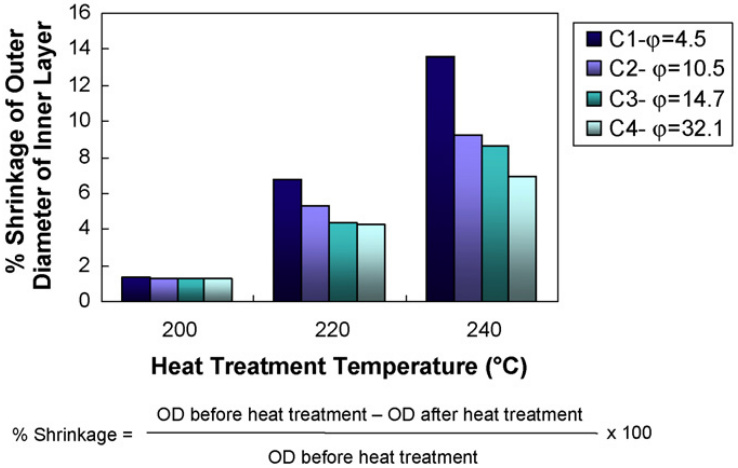 16
14
12
10
8
6
4
2
0
% Shrinkage of Outer
Diameter of Inner Layer
C1-φ=4.5
C2- φ=10.5
C3- φ=14.7
C4- φ=32.1
200 220 240
Heat Treatment Temperature (°C)
% Shrinkage = OD before heat treatment – OD after heat treatment x 100
OD before heat treatment